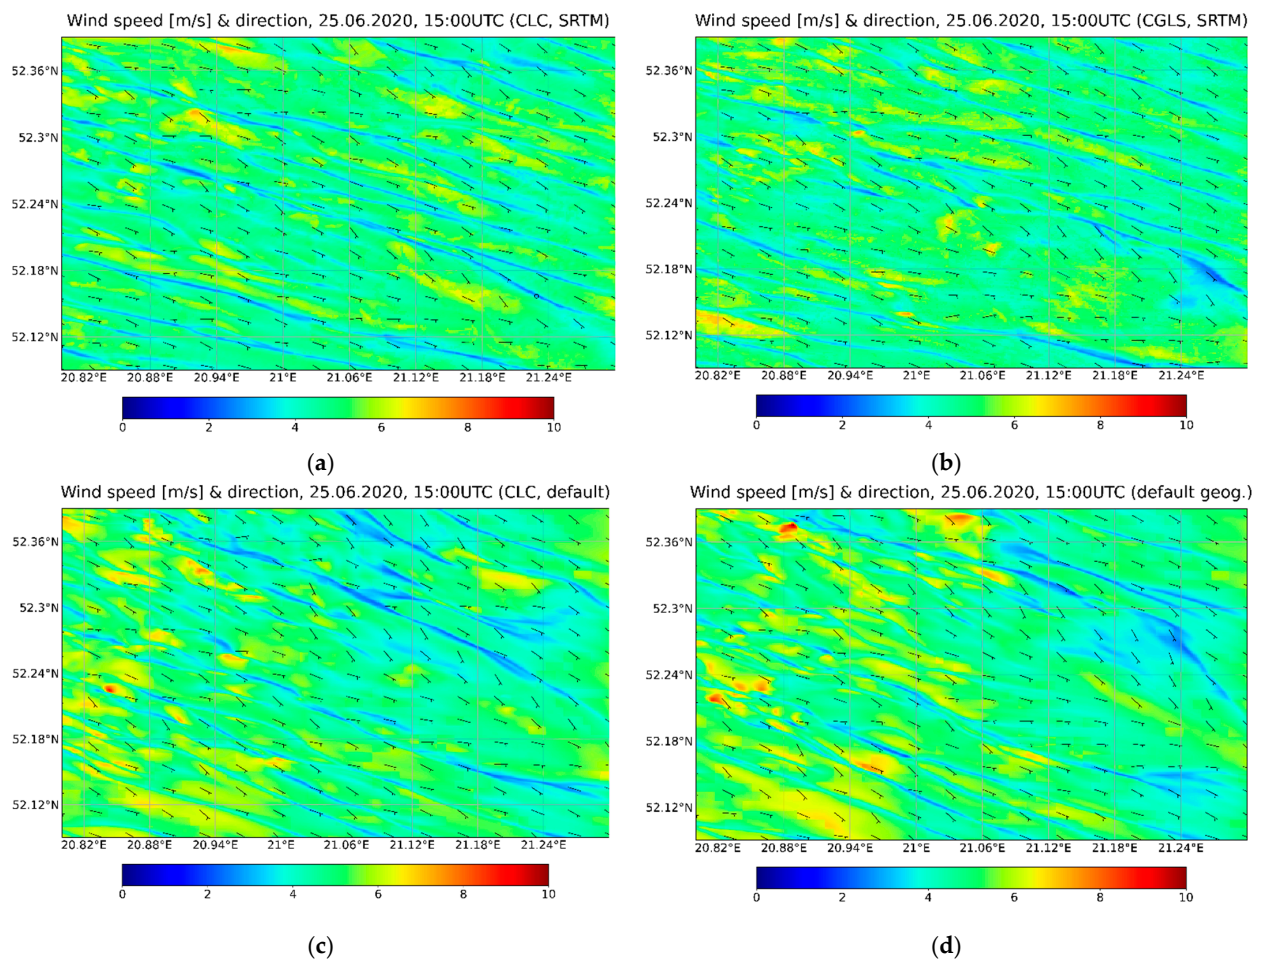 Wind speed [m/s] & direction, 25.06.2020, 15:00UTC (CLC, SRTM)
52.36°N
52.3°N
52.24°N
52.18°N
52.12°N
20.82°E 20.88°E 20.94°E 21°E 21.06°E 21.12°E 21.18°E 21.24°E
0 2 4 6 8 10
(a)
Wind speed [m/s] & direction, 25.06.2020, 15:00UTC (CGLS, SRTM)
52.36°N
52.3°N
52.24°N
52.18°N
52.12°N
20.82°E 20.88°E 20.94°E 21°E 21.06°E 21.12°E 21.18°E 21.24°E
0 2 4 6 8 10
(b)
Wind speed [m/s] & direction, 25.06.2020, 15:00UTC (CLC, default)
52.36°N
52.3°N
52.24°N
52.18°N
52.12°N
20.82°E 20.88°E 20.94°E 21°E 21.06°E 21.12°E 21.18°E 21.24°E
0 2 4 6 8 10
(c)
Wind speed [m/s] & direction, 25.06.2020, 15:00UTC (default geog.)
52.36°N
52.3°N
52.24°N
52.18°N
52.12°N
20.82°E 20.88°E 20.94°E 21°E 21.06°E 21.12°E 21.18°E 21.24°E
0 2 4 6 8 10
(d)